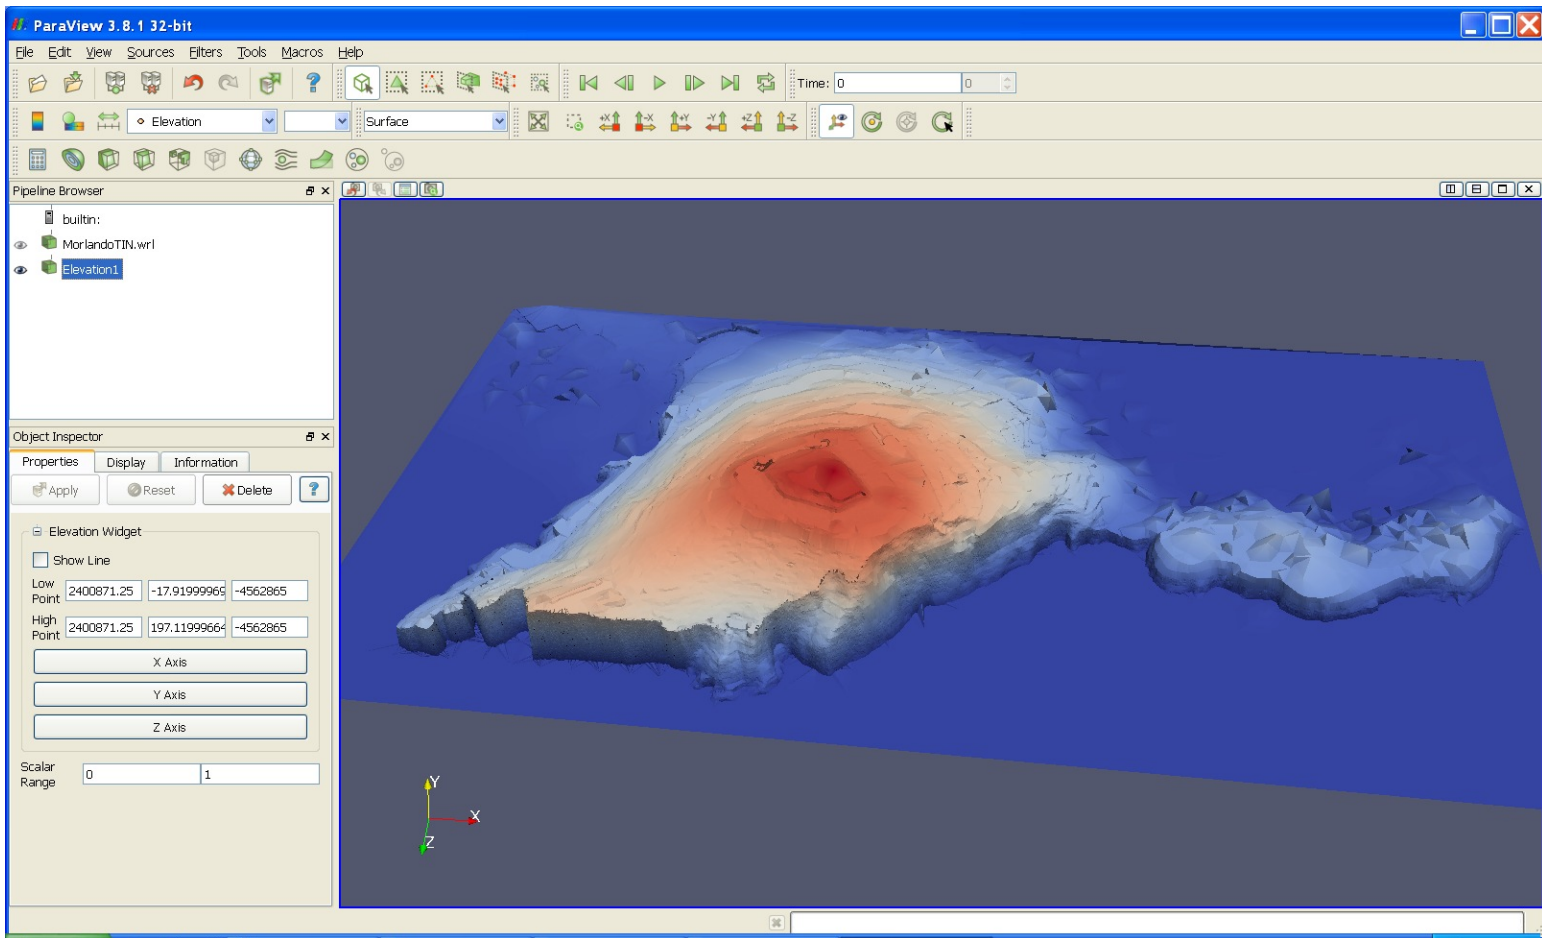 ParaView 3.8.1 32-bit
File Edit View Sources Filters Tools Macros Help
? Time: 0 0
Elevation Surface +X -X +Y -Y +Z -Z
Pipeline Browser
builtin:
MorlandoTIN.wrl
Elevation1
Object Inspector
Properties Display Information
Apply Reset Delete ?
Elevation Widget
Show Line
Low Point 2400871.25 -17.91999969 -4562865
High Point 2400871.25 197.11999664 -4562865
X Axis
Y Axis
Z Axis
Scalar Range 0 1
Y
X
Z